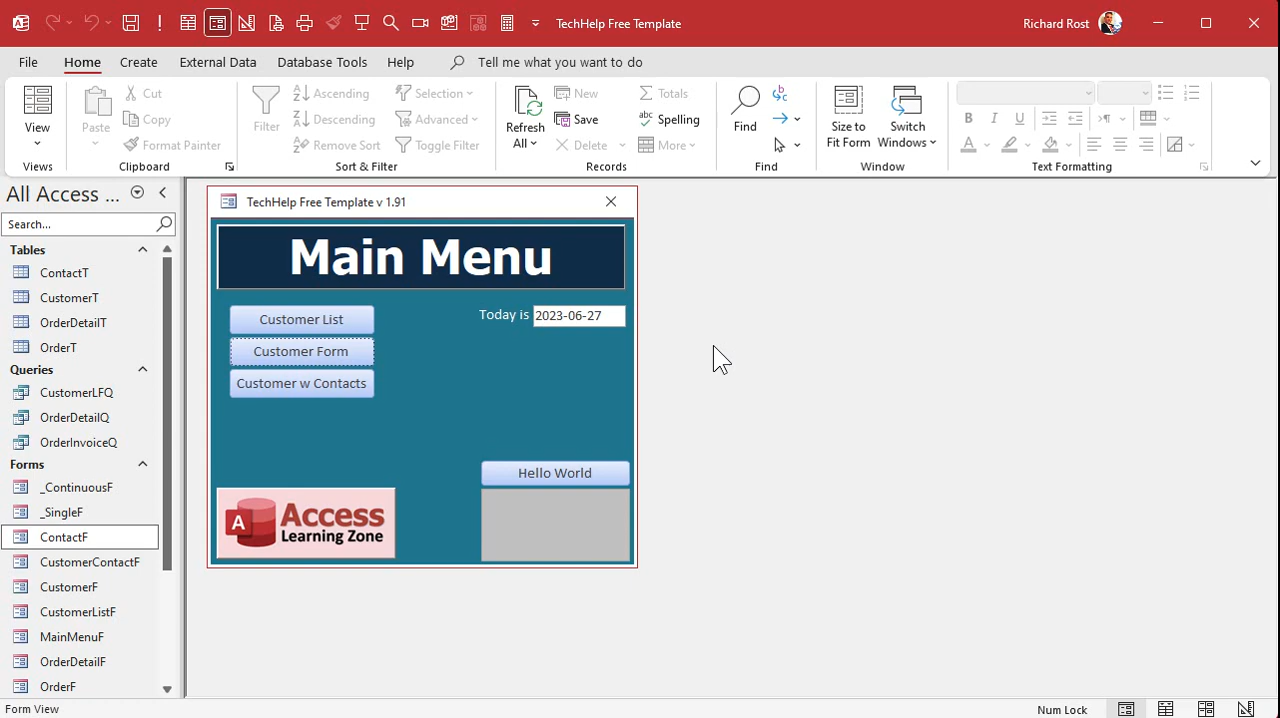 TechHelp Free Template
Richard Rost
File
Home
Create
External Data
Database Tools
Help
Tell me what you want to do
View
Views
Paste
Cut
Copy
Format Painter
Clipboard
Filter
Ascending
Descending
Remove Sort
Selection
Advanced
Toggle Filter
Sort & Filter
Refresh
All
New
Save
Delete
Totals
Spelling
More
Records
Find
Find
Size to
Fit Form
Switch
Windows
Window
B I U
A
Text Formatting
All Access ...
Search...
Tables
ContactT
CustomerT
OrderDetailT
OrderT
Queries
CustomerLFQ
OrderDetailQ
OrderInvoiceQ
Forms
_ContinuousF
_SingleF
ContactF
CustomerContactF
CustomerF
CustomerListF
MainMenuF
OrderDetailF
OrderF
TechHelp Free Template v 1.91
Main Menu
Customer List
Customer Form
Customer w Contacts
Today is 2023-06-27
Hello World
A
Access
Learning Zone
Form View
Num Lock